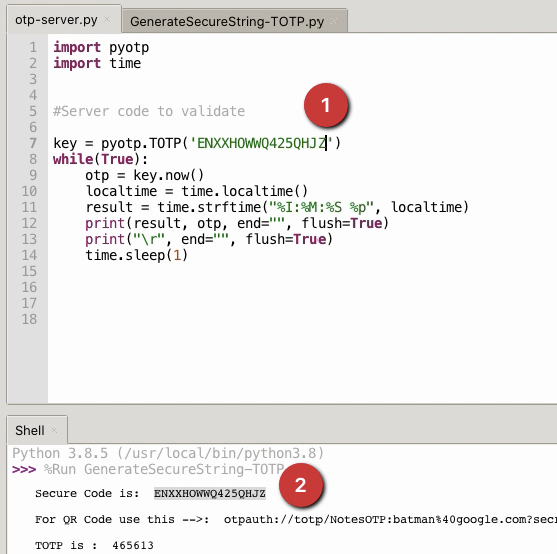 otp-server.py × GenerateSecureString-TOTP.py ×
1 import pyotp
2 import time
3
4
5 #Server code to validate
1
6
7 key = pyotp.TOTP('ENXXHOWWQ425QHJZ')
8 while(True):
9 otp = key.now()
10 localtime = time.localtime()
11 result = time.strftime("%I:%M:%S %p", localtime)
12 print(result, otp, end="", flush=True)
13 print("\r", end="", flush=True)
14 time.sleep(1)
15
16
17
18
Shell ×
Python 3.8.5 (/usr/local/bin/python3.8)
>>> %Run GenerateSecureString-TOTP
2
Secure Code is: ENXXHOWWQ425QHJZ
For QR Code use this -->: otpauth://totp/NotesOTP:batman%40google.com?secr
TOTP is : 465613